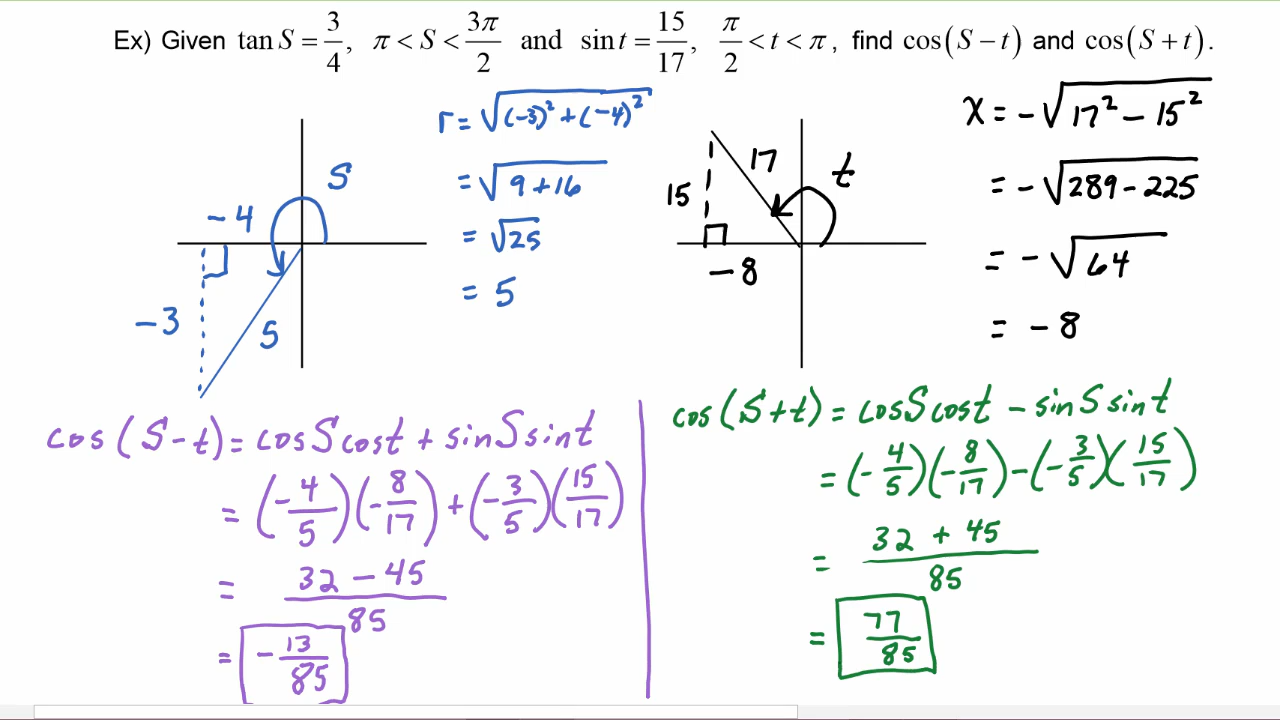 Ex) Given tan S = 3/4, π < S < 3π/2 and sin t = 15/17, π/2 < t < π, find cos(S − t) and cos(S + t).
S
−4
−3
5
r = √((−3)² + (−4)²)
= √(9 + 16)
= √25
= 5
t
17
15
−8
x = −√(17² − 15²)
= −√(289 − 225)
= −√64
= −8
cos(S − t) = cos S cos t + sin S sin t
= (−4/5)(−8/17) + (−3/5)(15/17)
= (32 − 45)/85
= −13/85
cos(S + t) = cos S cos t − sin S sin t
= (−4/5)(−8/17) − (−3/5)(15/17)
= (32 + 45)/85
= 77/85